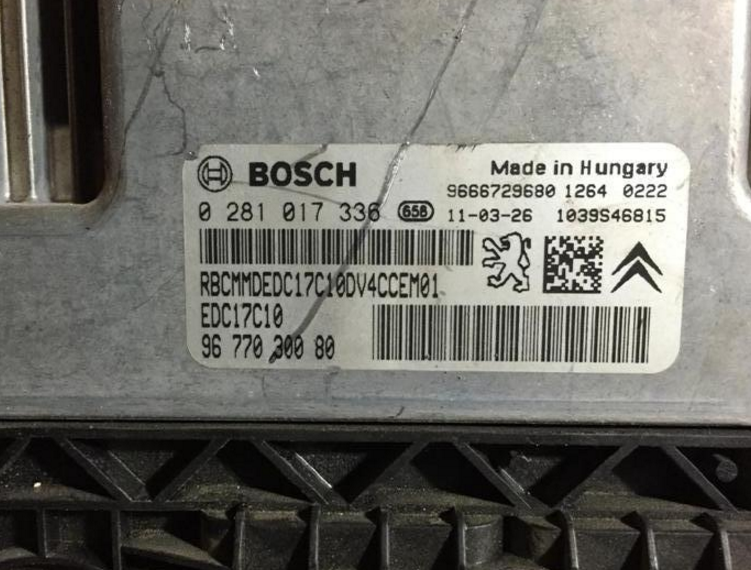 BOSCH
Made in Hungary
9666729680 1264 0222
0 281 017 336 656 11-03-26 1039S46815
RBCMMDEDC17C10DV4CCEM01
EDC17C10
96 770 300 80